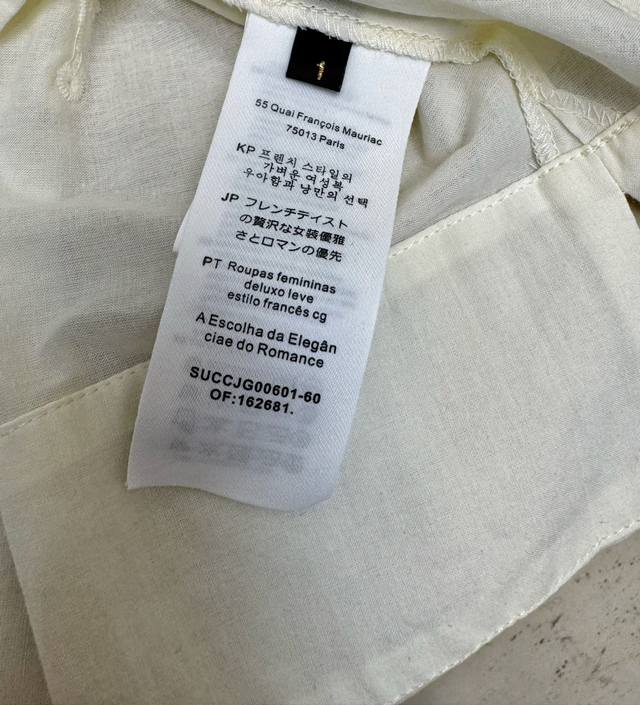 55 Quai François Mauriac
75013 Paris
KP 프렌치 스타일의
가벼운 여성복
우아함과 낭만의 선택
JP フレンチテイスト
の贅沢な女装優雅
さとロマンの優先
PT Roupas femininas
deluxo leve
estilo francês cg
A Escolha da Elegân
ciae do Romance
SUCCJG00601-60
OF:162681.